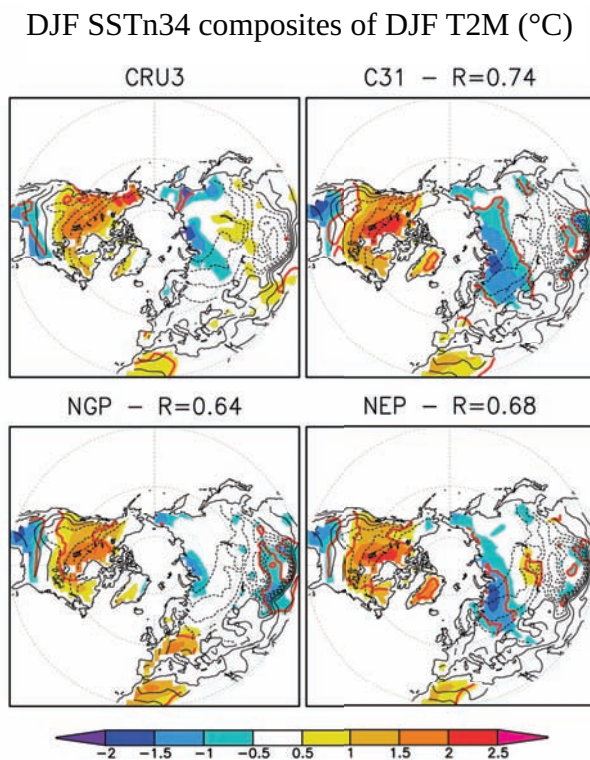 DJF SSTn34 composites of DJF T2M (°C)
CRU3
C31 – R=0.74
NGP – R=0.64
NEP – R=0.68
-2 -1.5 -1 -0.5 0.5 1 1.5 2 2.5